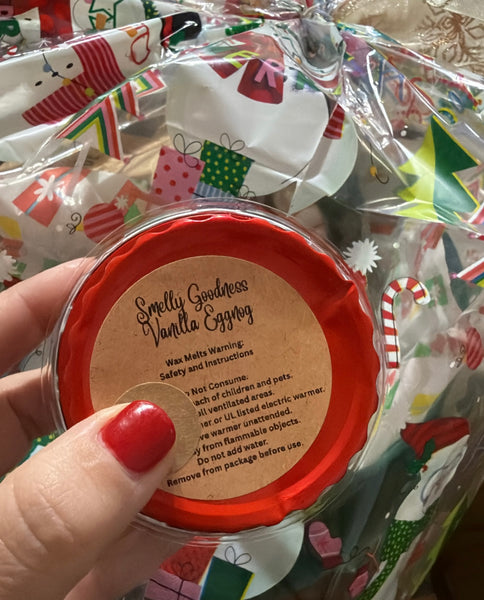 Smelly Goodness
Vanilla Eggnog
Wax Melts Warning:
Safety and Instructions
Not Consume:
of children and pets.
ventilated areas.
or UL listed electric warmer.
warmer unattended.
from flammable objects.
Do not add water.
Remove from package before use.